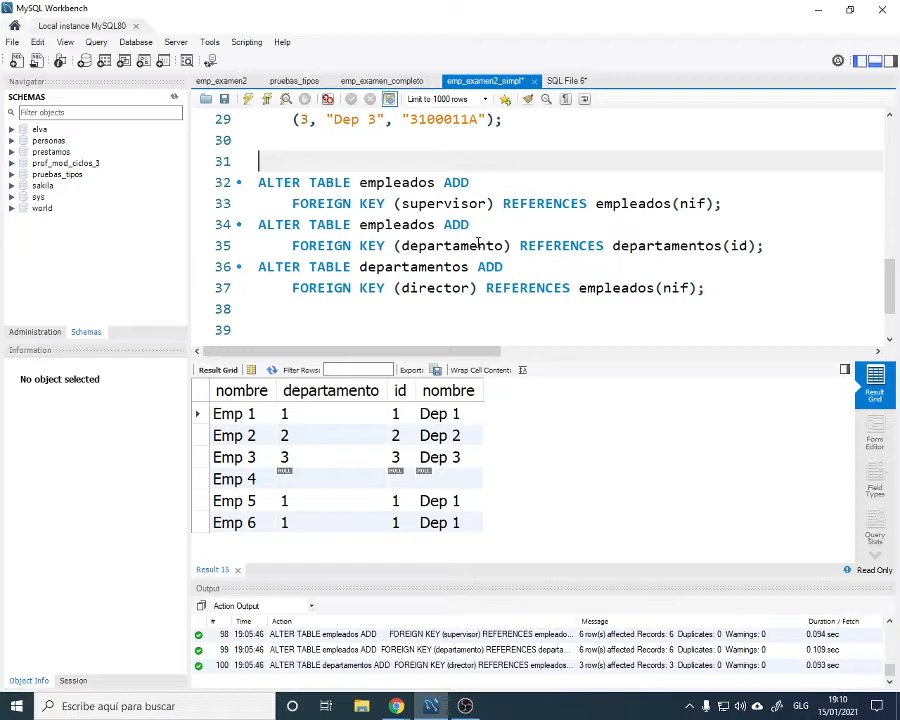 MySQL Workbench
Local instance MySQL80
File Edit View Query Database Server Tools Scripting Help
Navigator
SCHEMAS
Filter objects
elva
personas
prestamos
prof_mod_ciclos_3
pruebas_tipos
sakila
sys
world
Administration Schemas
Information
No object selected
Object Info Session
emp_examen2 pruebas_tipos emp_examen_completo emp_examen2_simpl* SQL File 6*
Limit to 1000 rows
29 (3, "Dep 3", "3100011A");
30
31
32 ALTER TABLE empleados ADD
33 FOREIGN KEY (supervisor) REFERENCES empleados(nif);
34 ALTER TABLE empleados ADD
35 FOREIGN KEY (departamento) REFERENCES departamentos(id);
36 ALTER TABLE departamentos ADD
37 FOREIGN KEY (director) REFERENCES empleados(nif);
38
39
Result Grid Filter Rows: Export: Wrap Cell Content:
nombre departamento id nombre
Emp 1 1 1 Dep 1
Emp 2 2 2 Dep 2
Emp 3 3 3 Dep 3
Emp 4 NULL NULL NULL
Emp 5 1 1 Dep 1
Emp 6 1 1 Dep 1
Result Grid
Form Editor
Field Types
Query Stats
Result 15
Read Only
Output
Action Output
# Time Action Message Duration / Fetch
98 19:05:46 ALTER TABLE empleados ADD FOREIGN KEY (supervisor) REFERENCES empleado... 6 row(s) affected Records: 6 Duplicates: 0 Warnings: 0 0.094 sec
99 19:05:46 ALTER TABLE empleados ADD FOREIGN KEY (departamento) REFERENCES departa... 6 row(s) affected Records: 6 Duplicates: 0 Warnings: 0 0.109 sec
100 19:05:46 ALTER TABLE departamentos ADD FOREIGN KEY (director) REFERENCES empleados... 3 row(s) affected Records: 3 Duplicates: 0 Warnings: 0 0.093 sec
Escribe aquí para buscar
GLG
19:10
15/01/2021